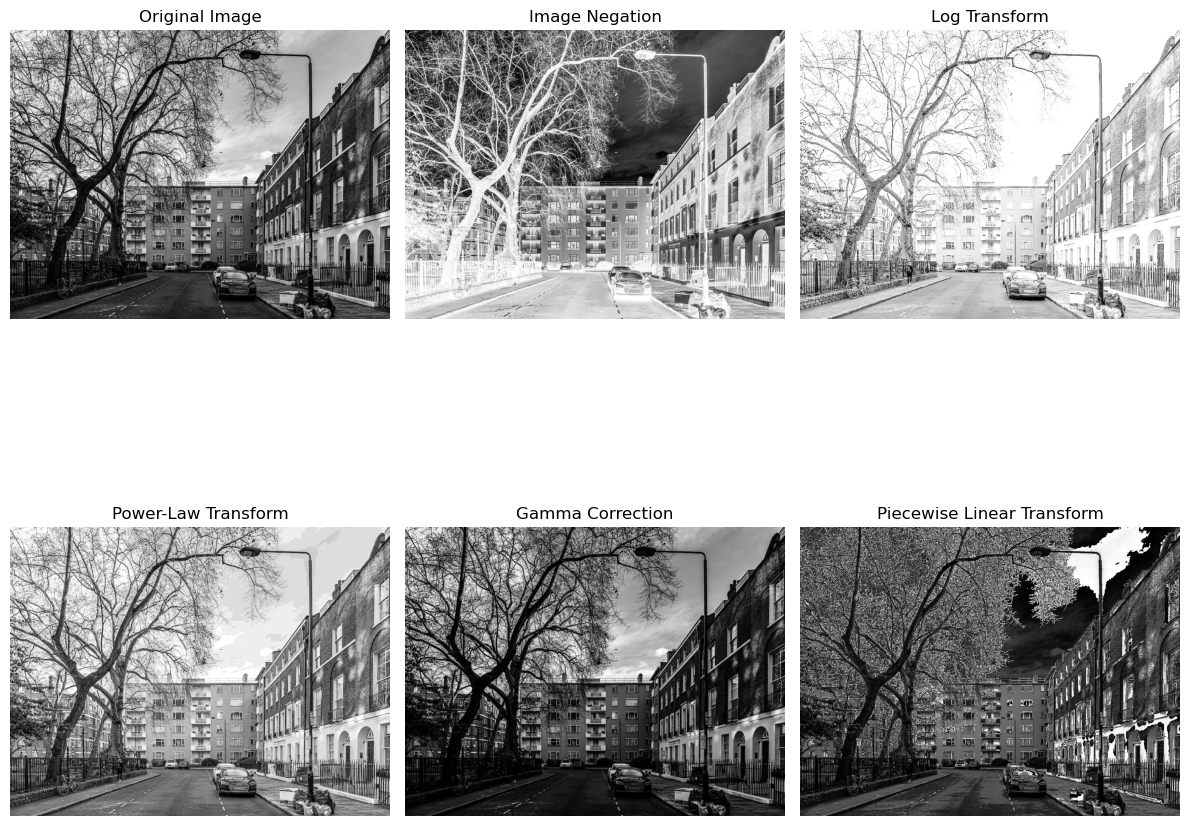 Original Image
Image Negation
Log Transform
Power-Law Transform
Gamma Correction
Piecewise Linear Transform